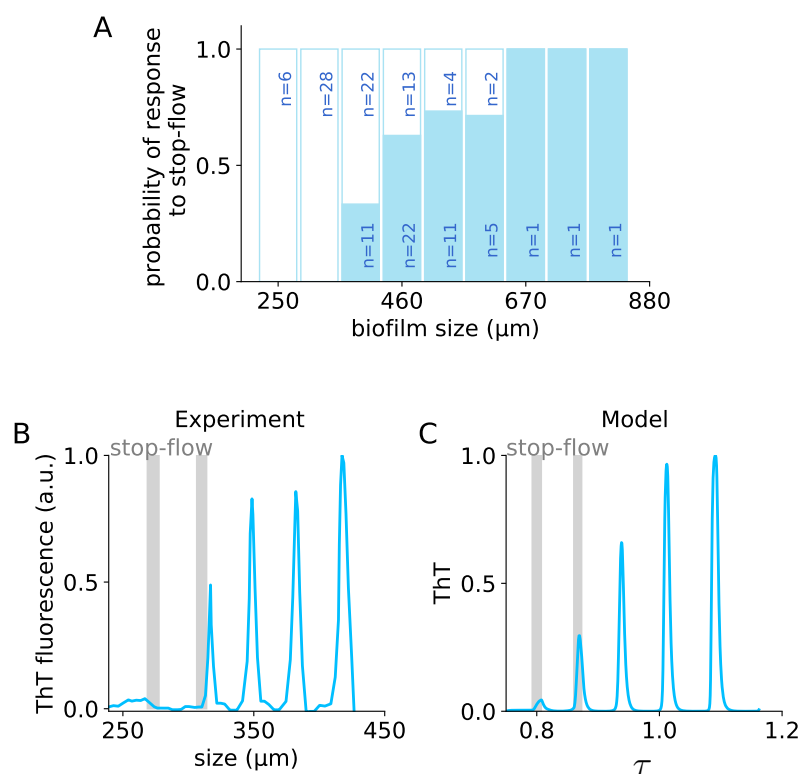 A
probability of response
to stop-flow
1.0
0.5
0.0
n=6
n=28
n=22
n=13
n=4
n=2
n=11
n=22
n=11
n=5
n=1
n=1
n=1
250
460
670
880
biofilm size (µm)
B
Experiment
stop-flow
ThT fluorescence (a.u.)
1.0
0.5
0.0
250
350
450
size (µm)
C
Model
stop-flow
ThT
1.0
0.5
0.0
0.8
1.0
1.2
τ